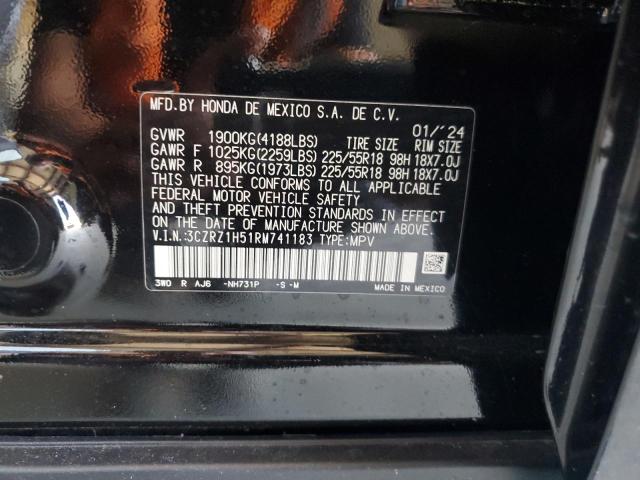 MFD.BY HONDA DE MEXICO S.A. DE C.V.
01/'24
GVWR 1900KG(4188LBS) TIRE SIZE RIM SIZE
GAWR F 1025KG(2259LBS) 225/55R18 98H 18X7.0J
GAWR R 895KG(1973LBS) 225/55R18 98H 18X7.0J
THIS VEHICLE CONFORMS TO ALL APPLICABLE
FEDERAL MOTOR VEHICLE SAFETY
AND THEFT PREVENTION STANDARDS IN EFFECT
ON THE DATE OF MANUFACTURE SHOWN ABOVE.
V.I.N.:3CZRZ1H51RM741183 TYPE:MPV
3WD R AJ6 -NH731P -S -M MADE IN MEXICO